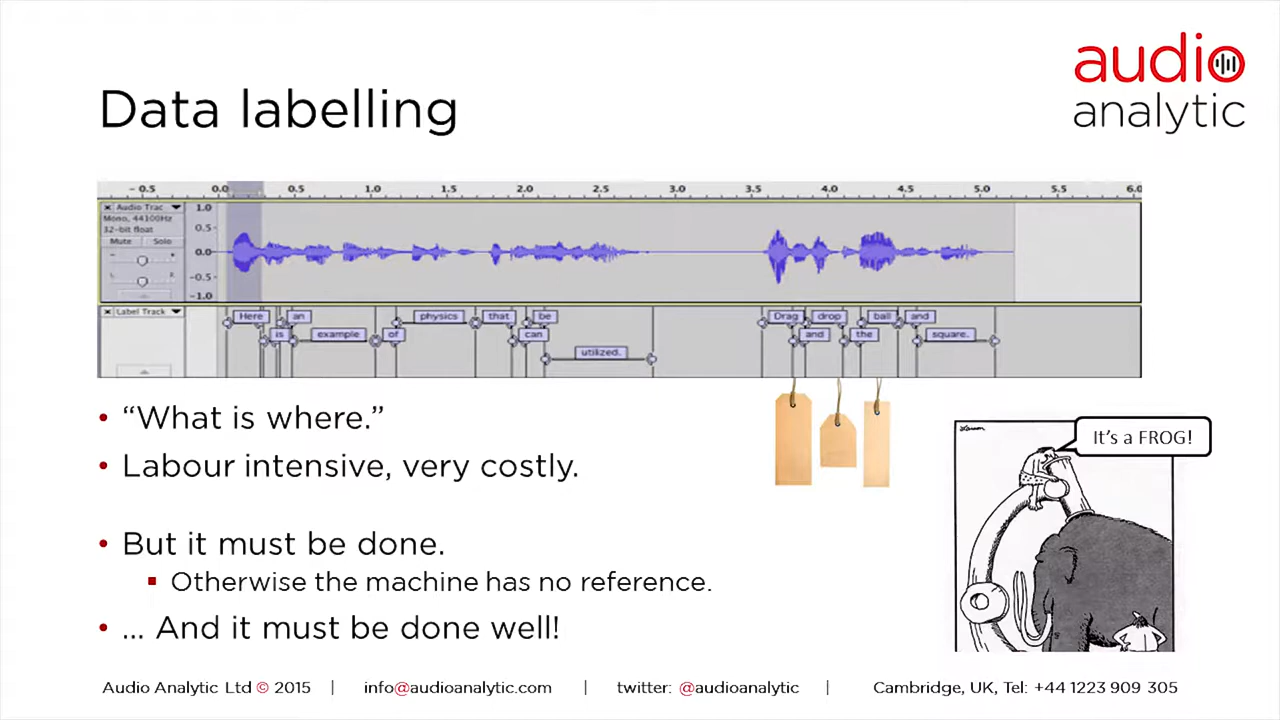 audio
analytic
Data labelling
- 0.5 0.0 0.5 1.0 1.5 2.0 2.5 3.0 3.5 4.0 4.5 5.0 5.5 6.0
Audio Trac
Mono, 44100Hz
32-bit float
Mute Solo
- +
L R
1.0
0.5
0.0
-0.5
-1.0
Label Track
Here an physics that be Drag drop ball and
is example of can and the square.
utilized.
• “What is where.”
• Labour intensive, very costly.
It's a FROG!
Larson
• But it must be done.
▪ Otherwise the machine has no reference.
• ... And it must be done well!
Audio Analytic Ltd © 2015 | info@audioanalytic.com | twitter: @audioanalytic | Cambridge, UK, Tel: +44 1223 909 305